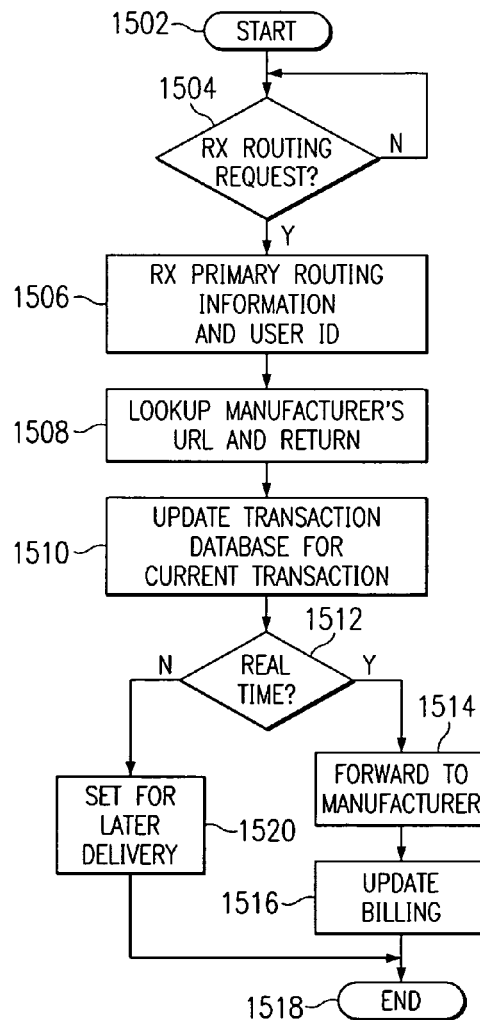 1502
START
1504
RX ROUTING
REQUEST?
N
Y
1506
RX PRIMARY ROUTING
INFORMATION
AND USER ID
1508
LOOKUP MANUFACTURER'S
URL AND RETURN
1510
UPDATE TRANSACTION
DATABASE FOR
CURRENT TRANSACTION
1512
N
REAL
TIME?
Y
1514
FORWARD TO
MANUFACTURER
SET FOR
LATER
DELIVERY
1520
1516
UPDATE
BILLING
1518
END